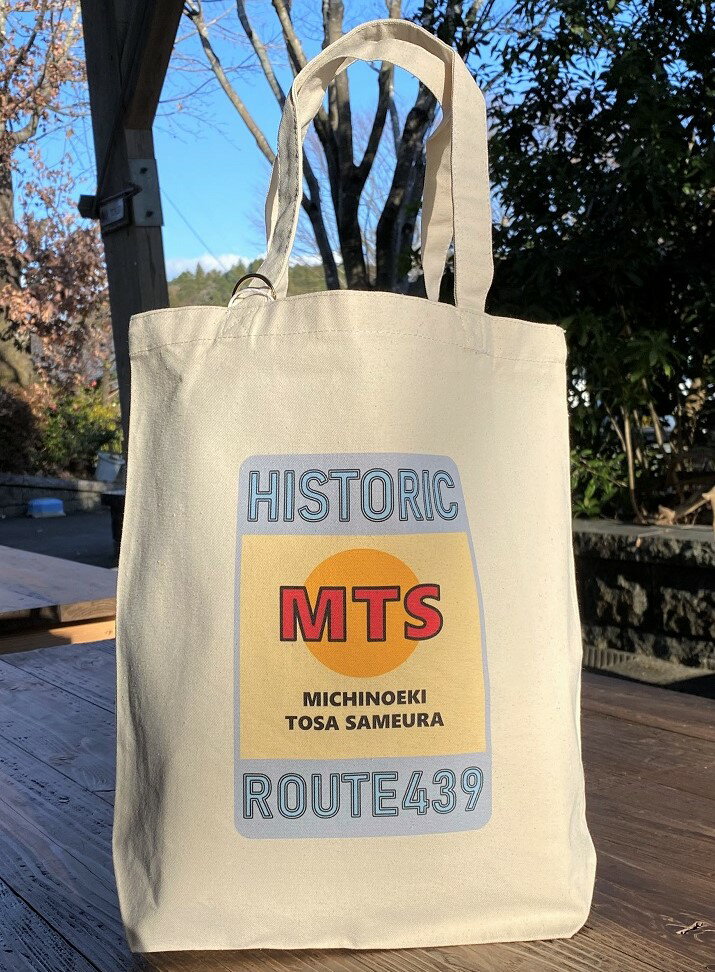 HISTORIC
MTS
MICHINOEKI
TOSA SAMEURA
ROUTE439